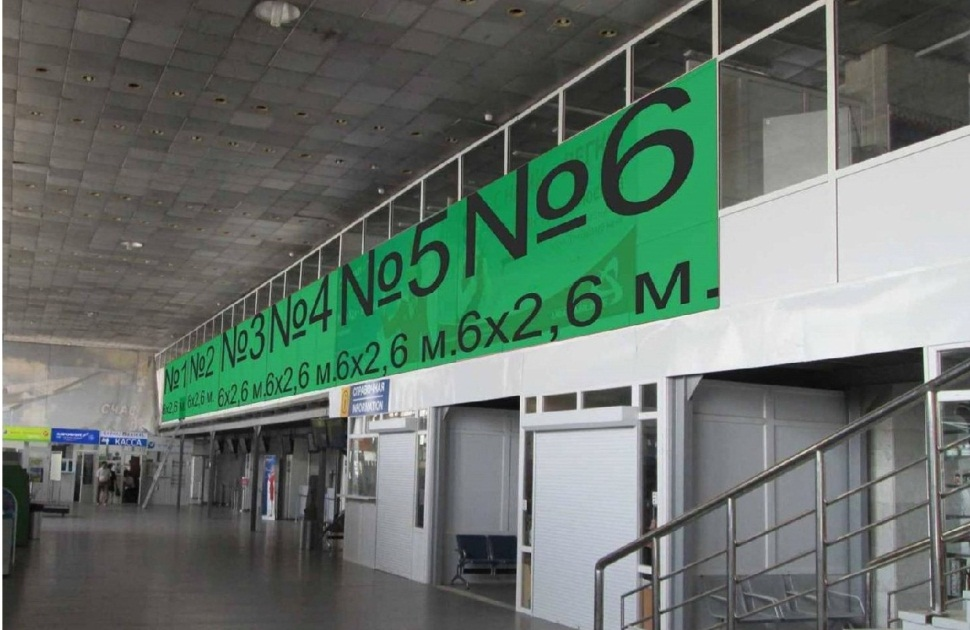 №1 №2 №3 №4 №5 №6
6х2,6 м. 6х2,6 м. 6х2,6 м. 6х2,6 м. 6х2,6 м. 6х2,6 м.
СПРАВОЧНАЯ
INFORMATION
КАССА